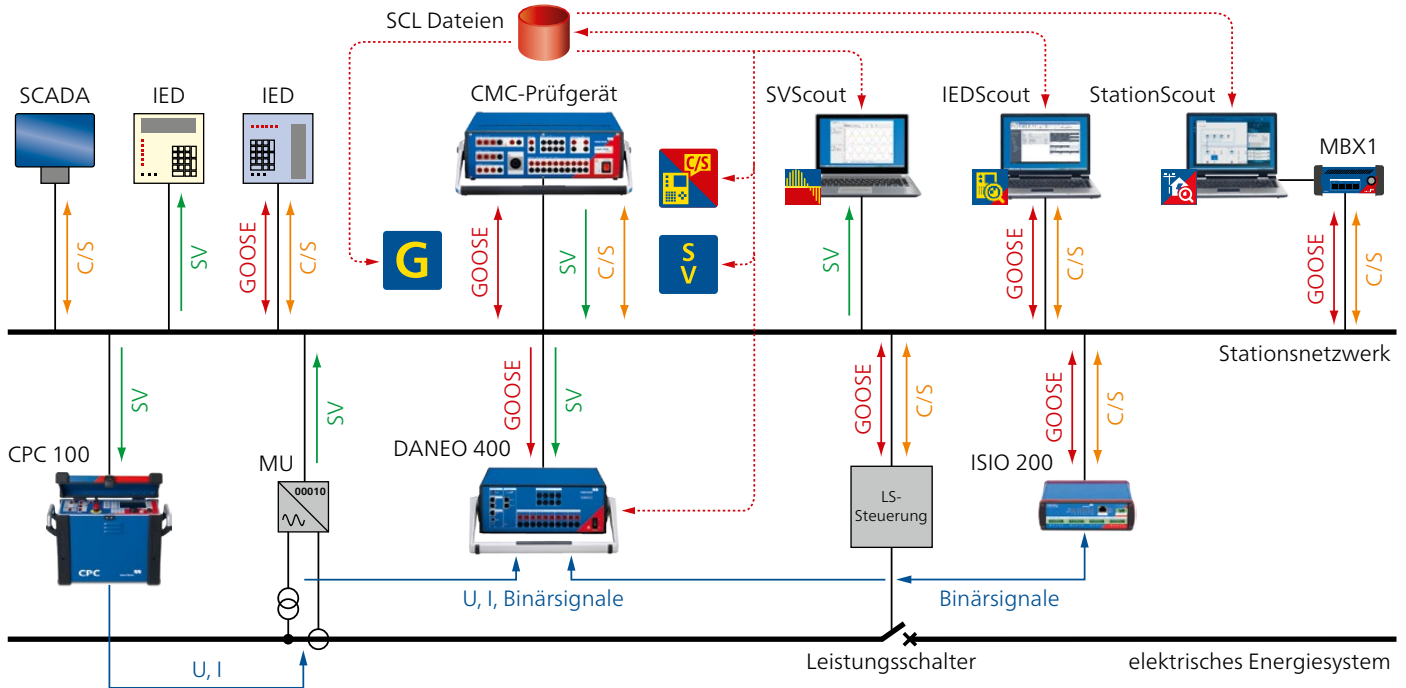 SCL Dateien
SCADA
IED
IED
CMC-Prüfgerät
SVScout
IEDScout
StationScout
MBX1
C/S
SV
GOOSE
C/S
G
GOOSE
SV
C/S
C/S
S
V
SV
GOOSE
C/S
GOOSE
C/S
Stationsnetzwerk
SV
SV
GOOSE
SV
GOOSE
C/S
GOOSE
C/S
CPC 100
MU
DANEO 400
ISIO 200
00010
LS-
Steuerung
CPC
U, I, Binärsignale
Binärsignale
U, I
Leistungsschalter
elektrisches Energiesystem